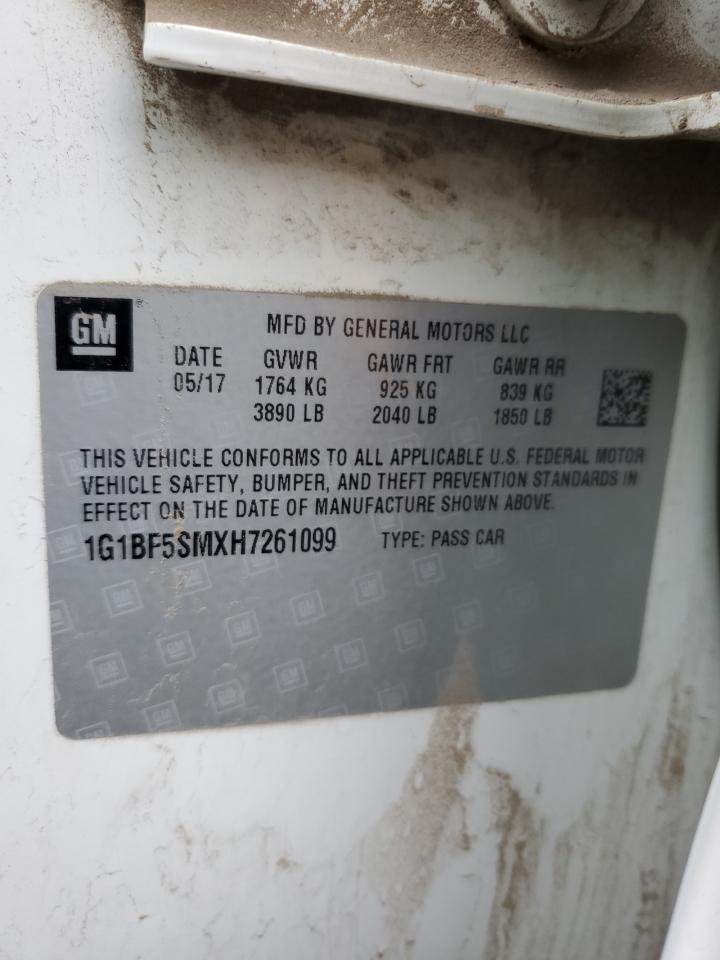 GM
MFD BY GENERAL MOTORS LLC
DATE GVWR GAWR FRT GAWR RR
05/17 1764 KG 925 KG 839 KG
3890 LB 2040 LB 1850 LB
THIS VEHICLE CONFORMS TO ALL APPLICABLE U.S. FEDERAL MOTOR
VEHICLE SAFETY, BUMPER, AND THEFT PREVENTION STANDARDS IN
EFFECT ON THE DATE OF MANUFACTURE SHOWN ABOVE.
1G1BF5SMXH7261099 TYPE: PASS CAR